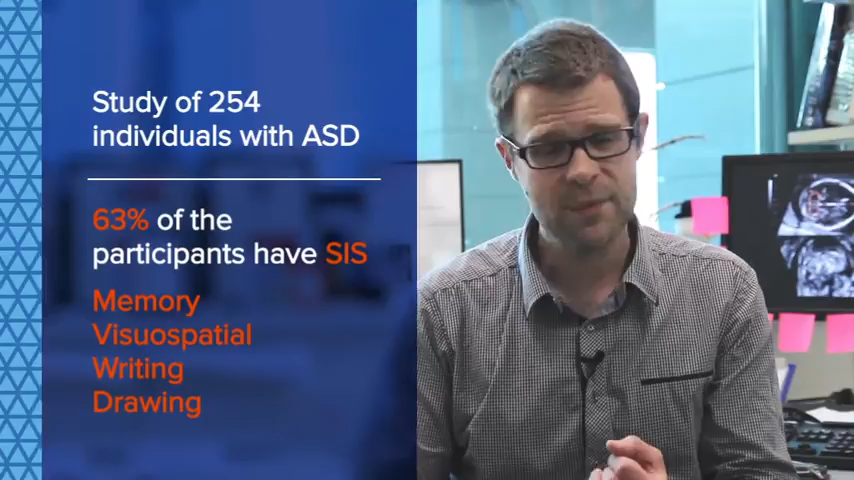 Study of 254
individuals with ASD
63% of the
participants have SIS
Memory
Visuospatial
Writing
Drawing